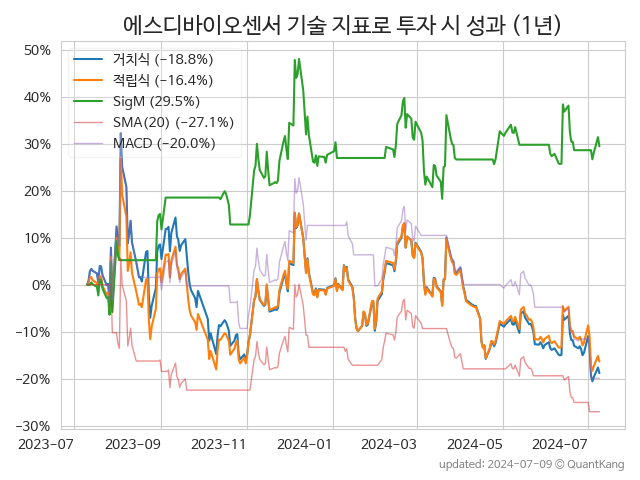 에스디바이오센서 기술 지표로 투자 시 성과 (1년)
50%
40%
30%
20%
10%
0%
−10%
−20%
−30%
거치식 (−18.8%)
적립식 (−16.4%)
SigM (29.5%)
SMA(20) (−27.1%)
MACD (−20.0%)
2023-07
2023-09
2023-11
2024-01
2024-03
2024-05
2024-07
updated: 2024-07-09 © QuantKang